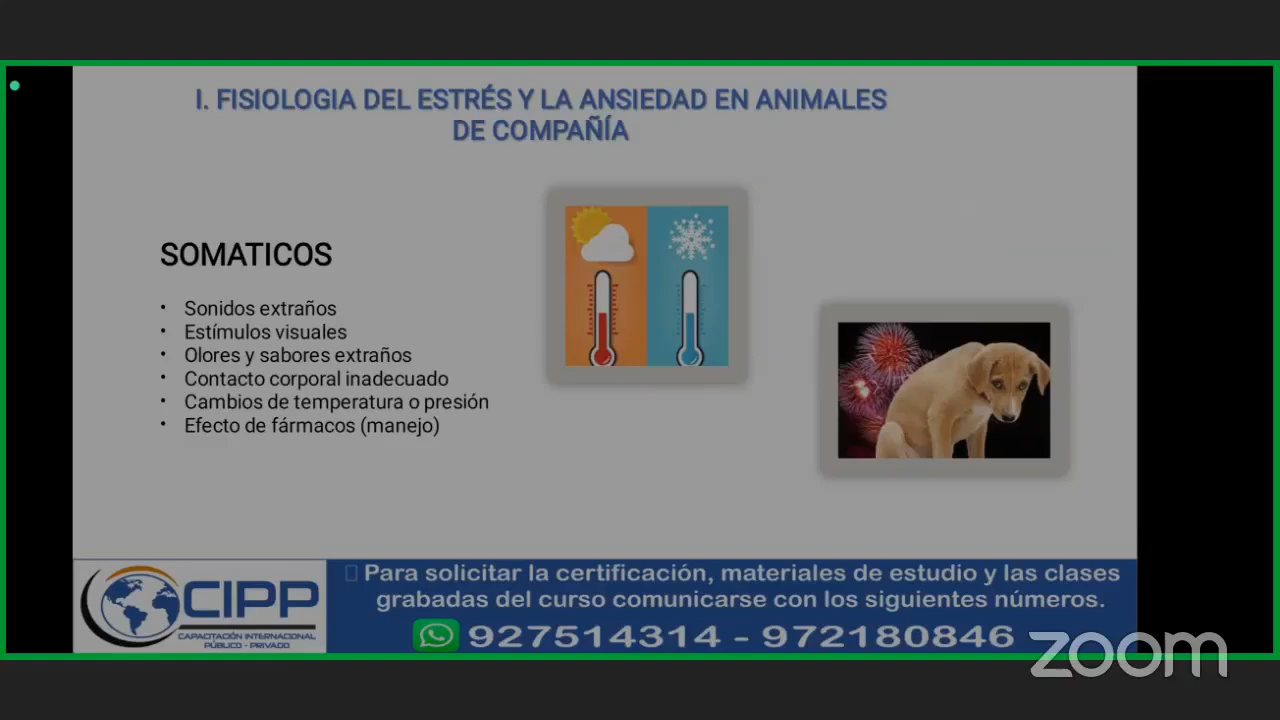 I. FISIOLOGIA DEL ESTRÉS Y LA ANSIEDAD EN ANIMALES
DE COMPAÑÍA
SOMATICOS
• Sonidos extraños
• Estímulos visuales
• Olores y sabores extraños
• Contacto corporal inadecuado
• Cambios de temperatura o presión
• Efecto de fármacos (manejo)
CIPP
CAPACITACIÓN INTERNACIONAL
PÚBLICO - PRIVADO
Para solicitar la certificación, materiales de estudio y las clases
grabadas del curso comunicarse con los siguientes números.
927514314 - 972180846
zoom